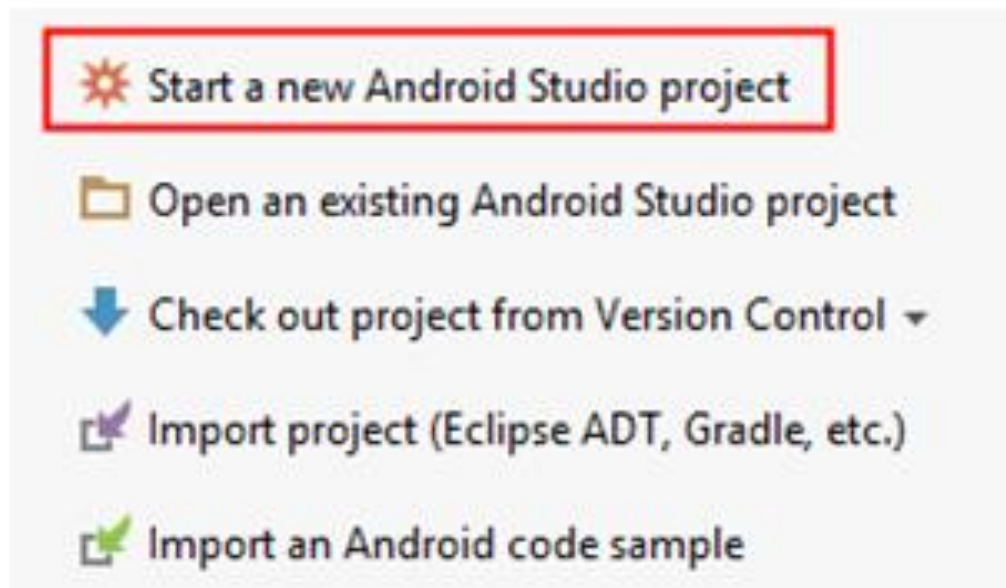 Start a new Android Studio project
Open an existing Android Studio project
Check out project from Version Control
Import project (Eclipse ADT, Gradle, etc.)
Import an Android code sample